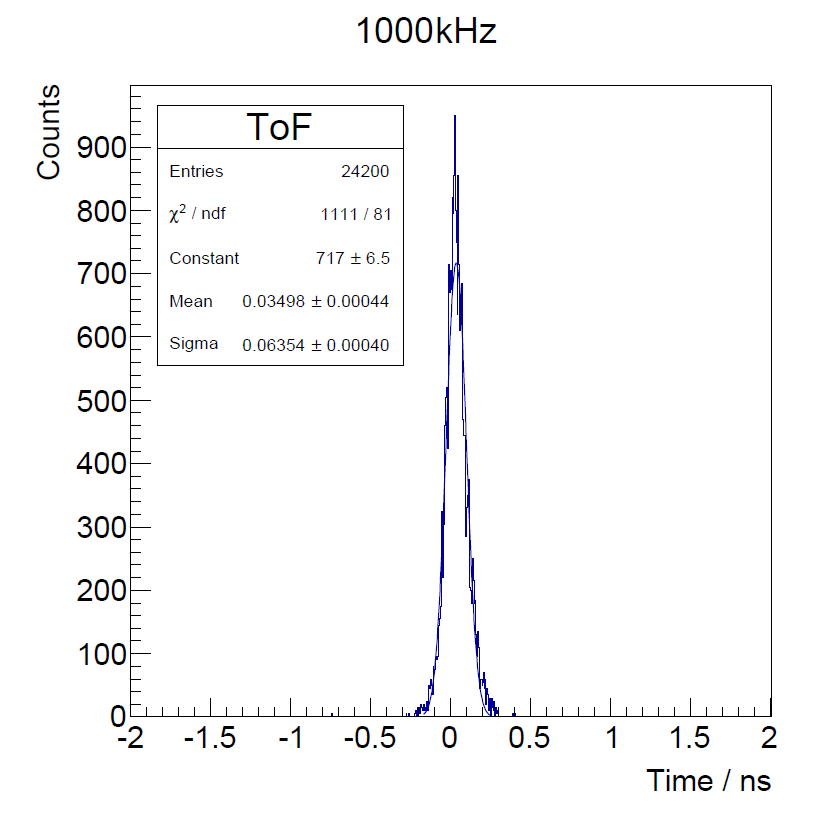 1000kHz
Counts
ToF
Entries 24200
χ² / ndf 1111 / 81
Constant 717 ± 6.5
Mean 0.03498 ± 0.00044
Sigma 0.06354 ± 0.00040
900
800
700
600
500
400
300
200
100
0
-2 -1.5 -1 -0.5 0 0.5 1 1.5 2
Time / ns